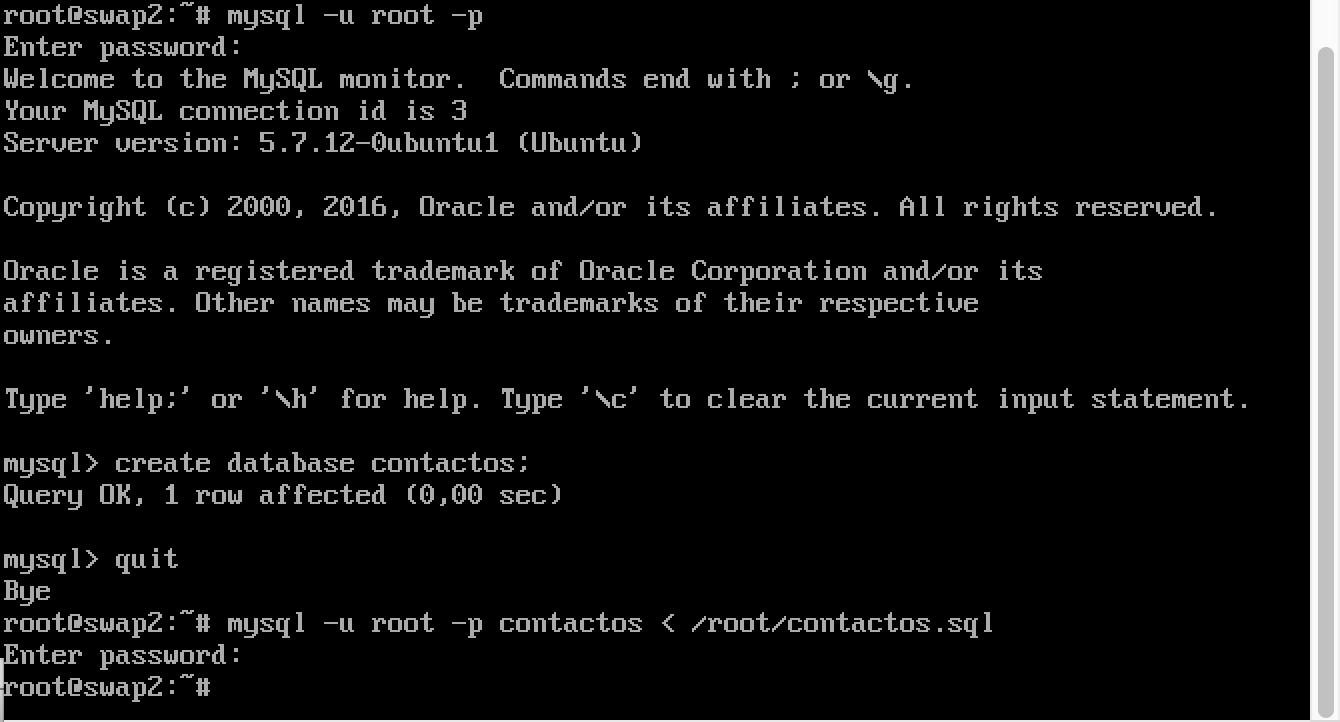 root@swap2:~# mysql -u root -p
Enter password:
Welcome to the MySQL monitor.  Commands end with ; or \g.
Your MySQL connection id is 3
Server version: 5.7.12-0ubuntu1 (Ubuntu)
Copyright (c) 2000, 2016, Oracle and/or its affiliates. All rights reserved.
Oracle is a registered trademark of Oracle Corporation and/or its
affiliates. Other names may be trademarks of their respective
owners.
Type 'help;' or '\h' for help. Type '\c' to clear the current input statement.
mysql> create database contactos;
Query OK, 1 row affected (0,00 sec)
mysql> quit
Bye
root@swap2:~# mysql -u root -p contactos < /root/contactos.sql
Enter password:
root@swap2:~#